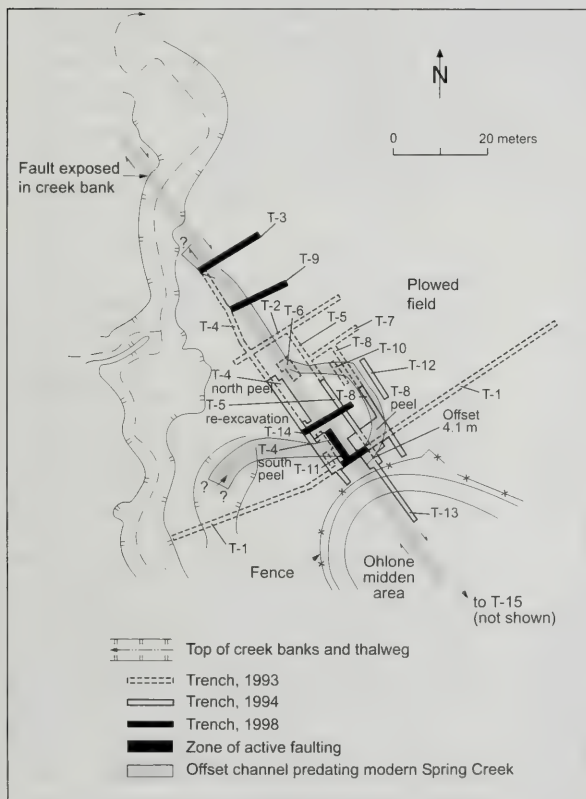 N
0 20 meters
Fault exposed
in creek bank
T-3
?
T-9
Plowed
field
T-2
T-6
T-5
T-7
T-4
T-8
T-10
T-12
T-4
north peel
T-1
T-8
T-8
peel
T-5
re-excavation
Offset
4.1 m
T-14
T-4
south
peel
T-11
?
?
T-13
T-1
Fence
Ohlone
midden
area
to T-15
(not shown)
Top of creek banks and thalweg
Trench, 1993
Trench, 1994
Trench, 1998
Zone of active faulting
Offset channel predating modern Spring Creek